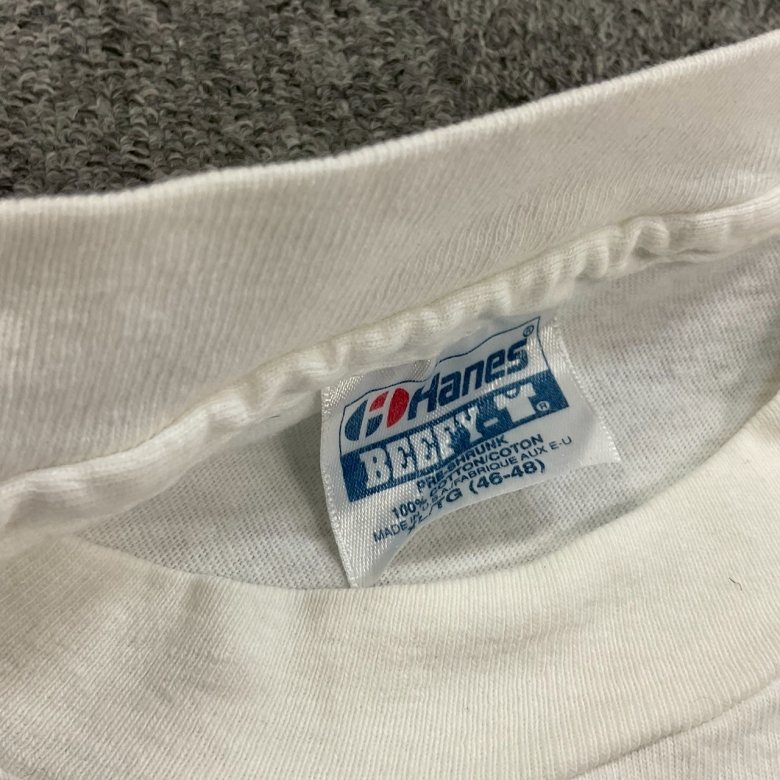 Hanes®
BEEFY-T®
PRE-SHRUNK
100% COTTON/COTON
MADE IN U.S.A./FABRIQUE AUX E-U
XL/TG (46-48)